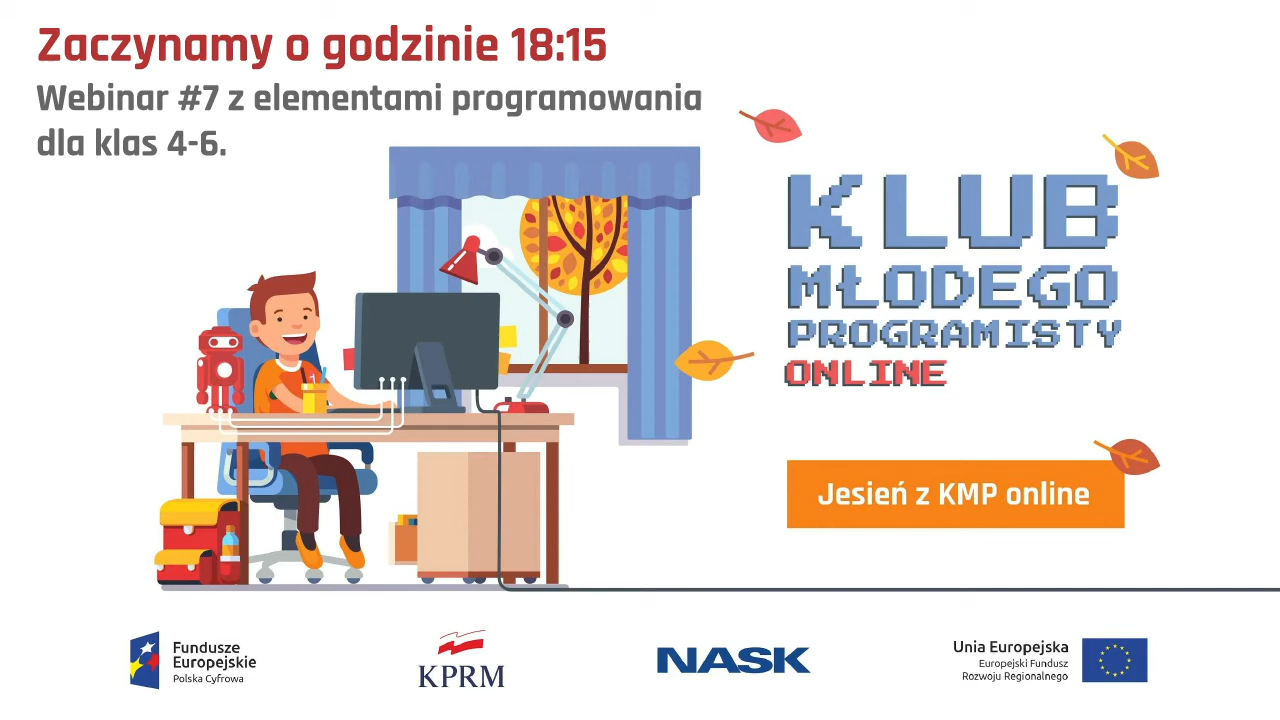 Zaczynamy o godzinie 18:15
Webinar #7 z elementami programowania
dla klas 4-6.
KLUB
MŁODEGO
PROGRAMISTY
ONLINE
Jesień z KMP online
Fundusze
Europejskie
Polska Cyfrowa
KPRM
NASK
Unia Europejska
Europejski Fundusz
Rozwoju Regionalnego